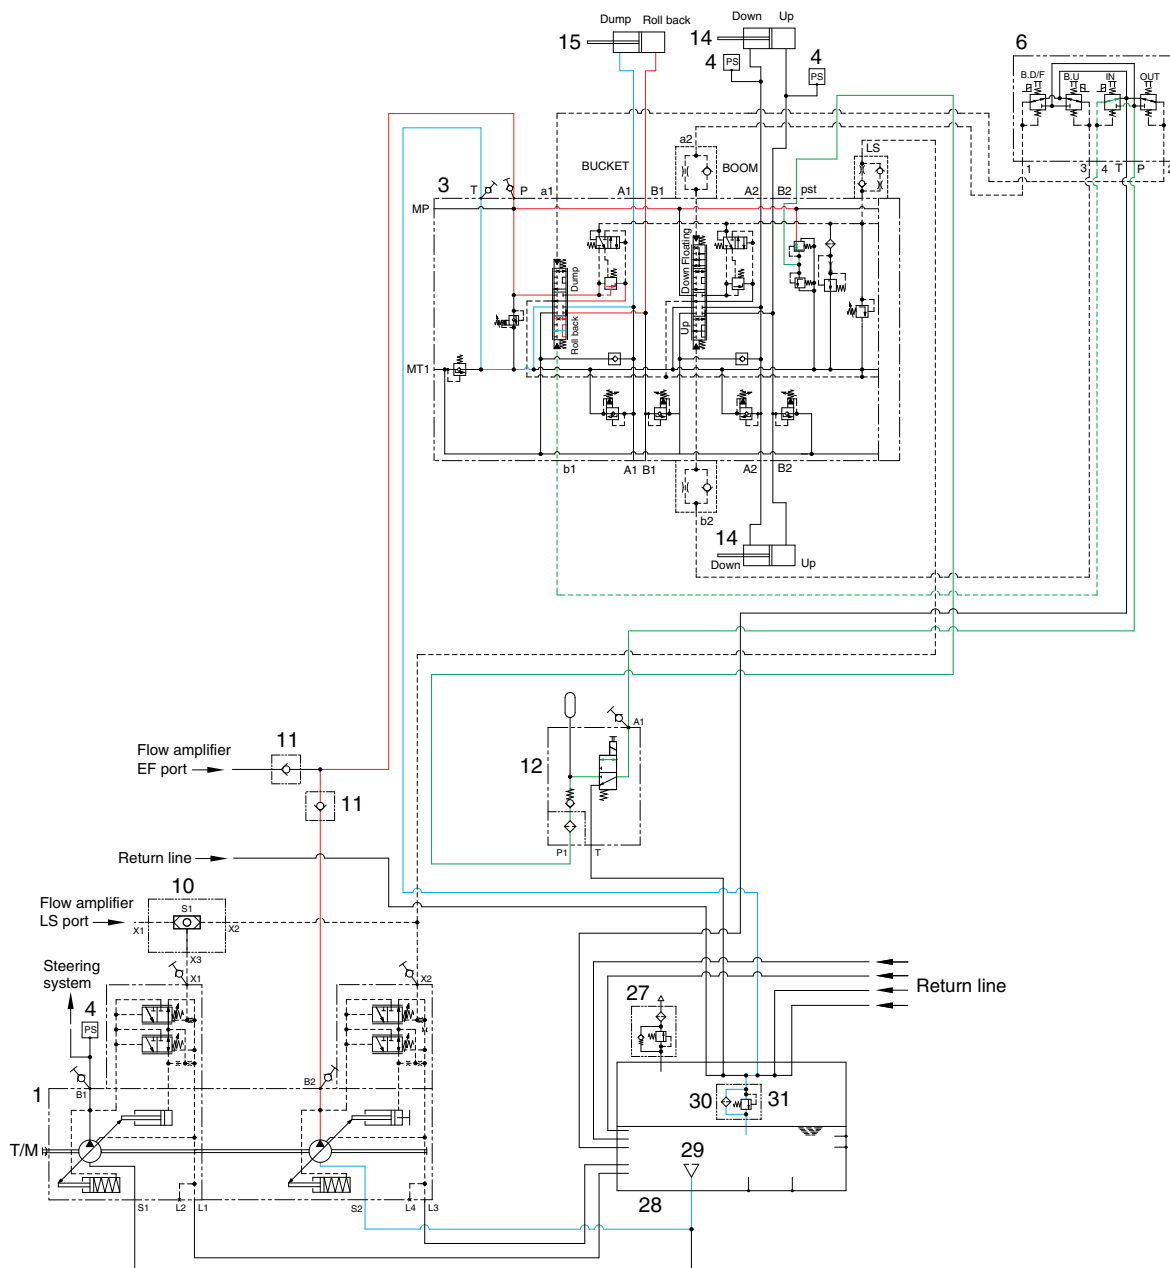 Dump Roll back
15
Down Up
14
4
PS
4
PS
6
B.D/F B.U IN OUT
1 3 4 T P 2
a2
BUCKET BOOM
LS
3 T P a1 A1 B1 A2 B2 pst
MP
Dump
Roll back
Down Floating
Up
MT1
b1 A1 B1 A2 B2
b2
14
Down Up
A1
12
P1 T
11
Flow amplifier
EF port
11
Return line
10
S1
Flow amplifier
LS port
X1 X2
X3
Steering
system
X1 X2
4
PS
Return line
27
1 B1 B2
30 31
T/M
29
28
S1 L2 L1 S2 L4 L3